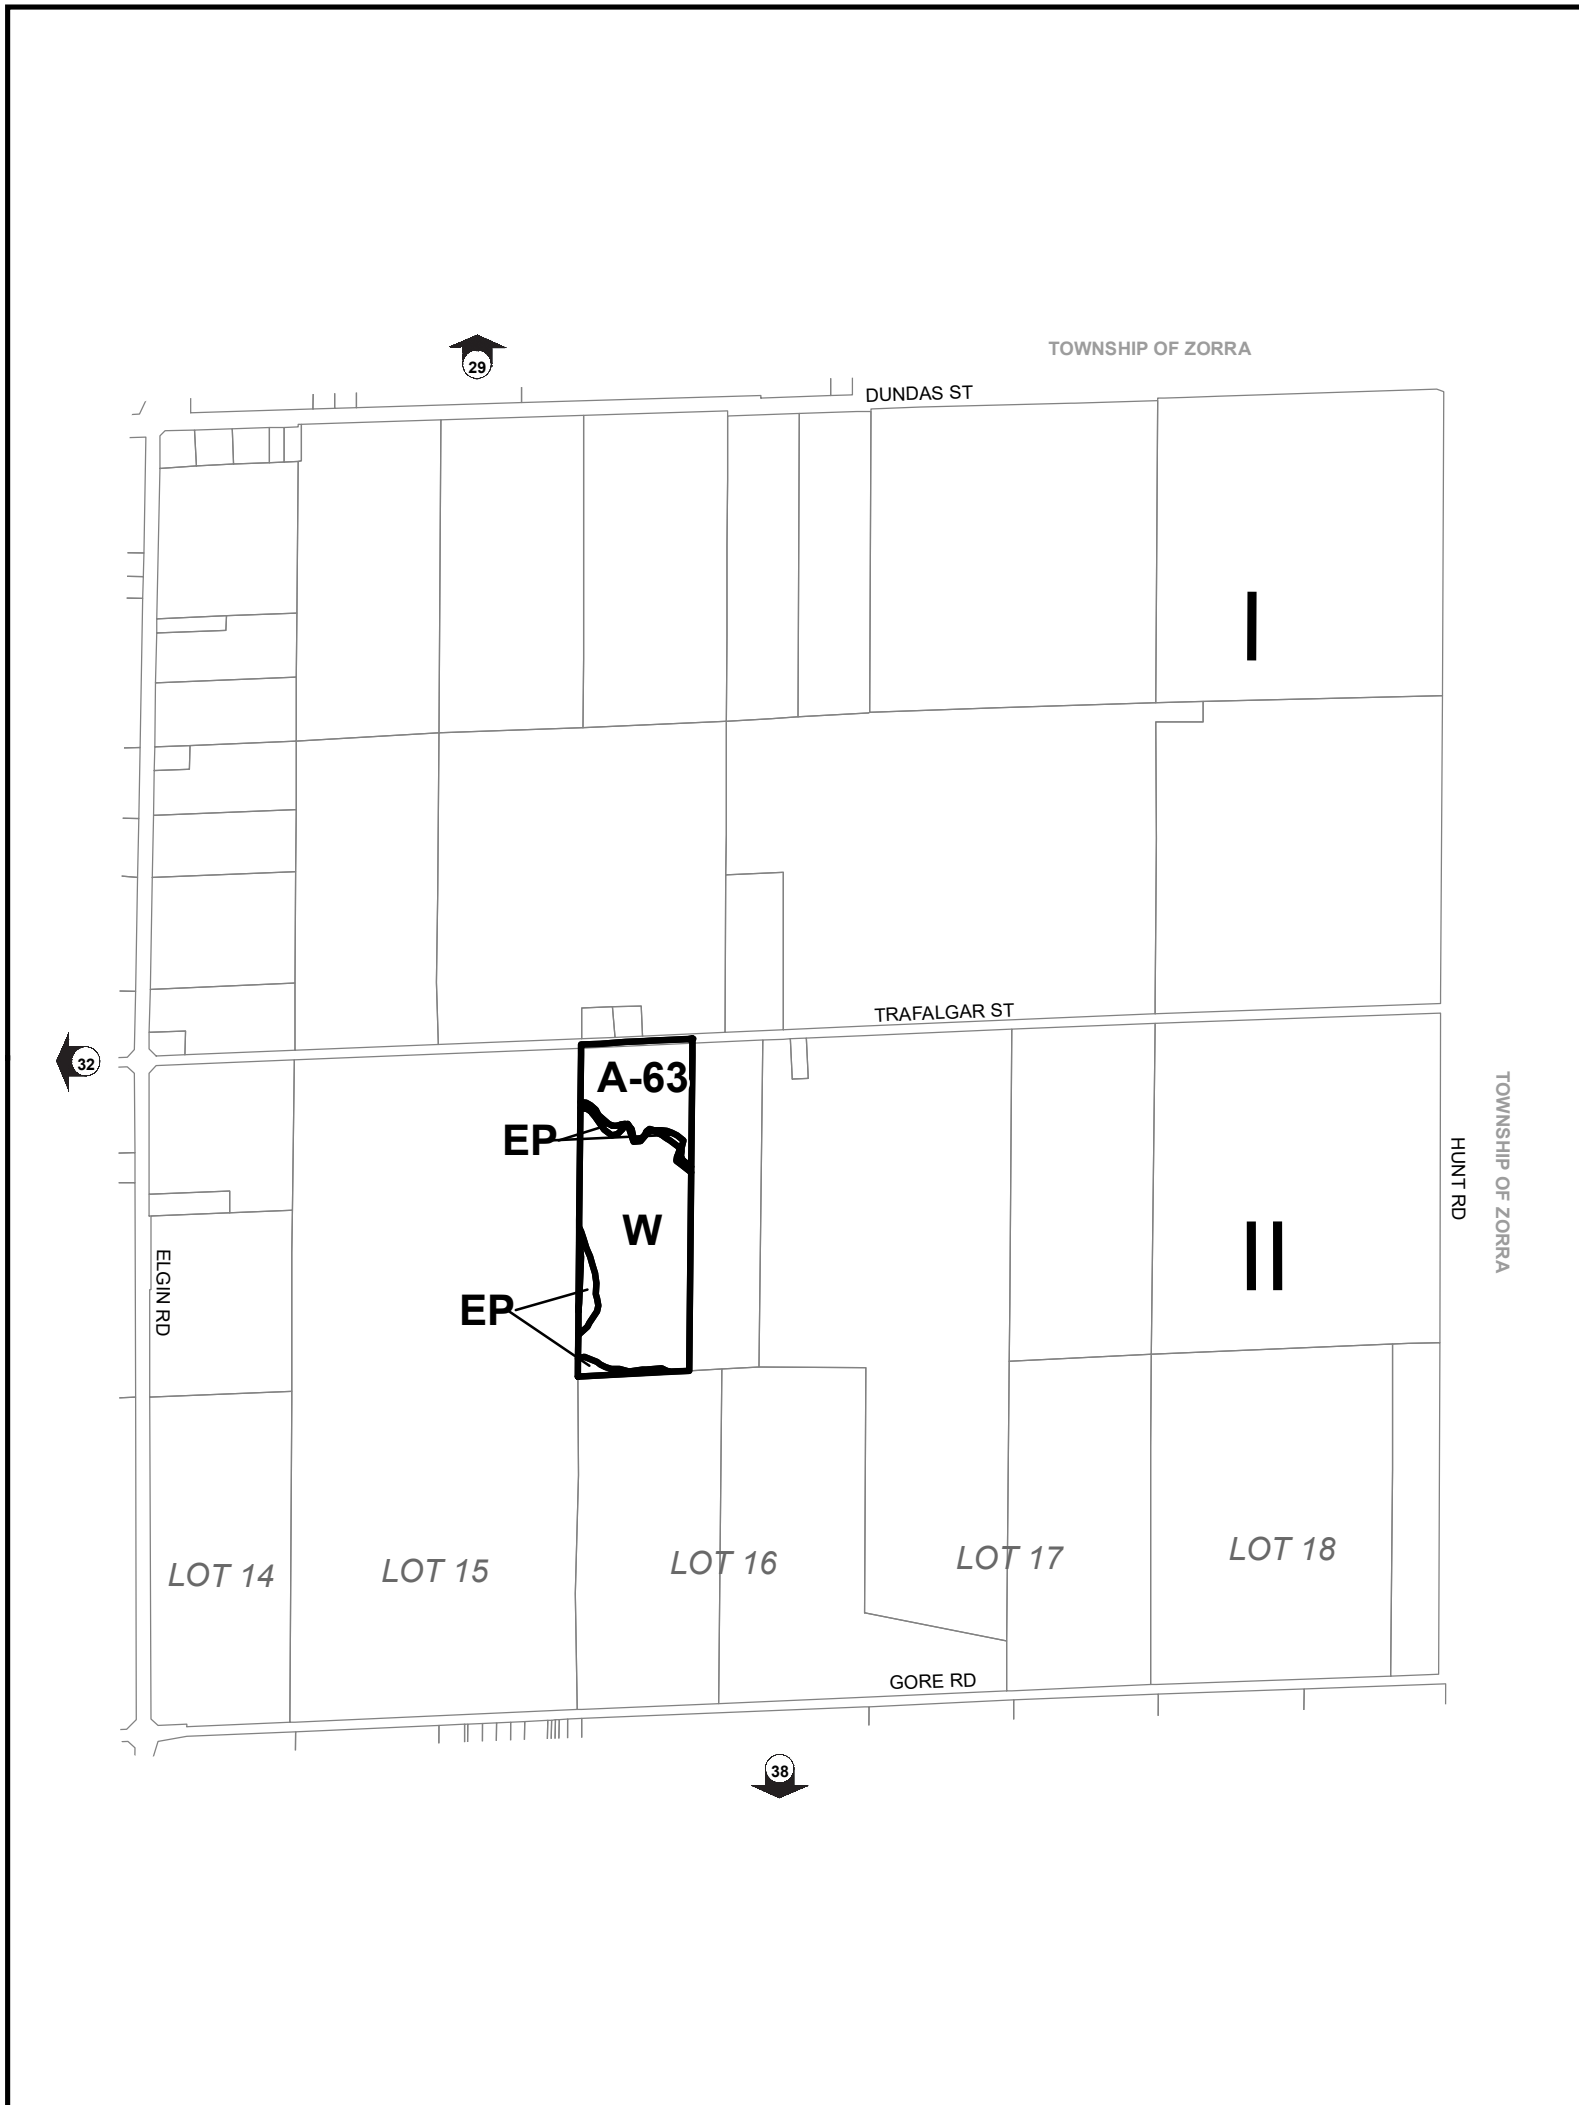 29
TOWNSHIP OF ZORRA
DUNDAS ST
I
TRAFALGAR ST
32
A-63
EP
W
EP
II
ELGIN RD
HUNT RD
TOWNSHIP OF ZORRA
LOT 14
LOT 15
LOT 16
LOT 17
LOT 18
GORE RD
38